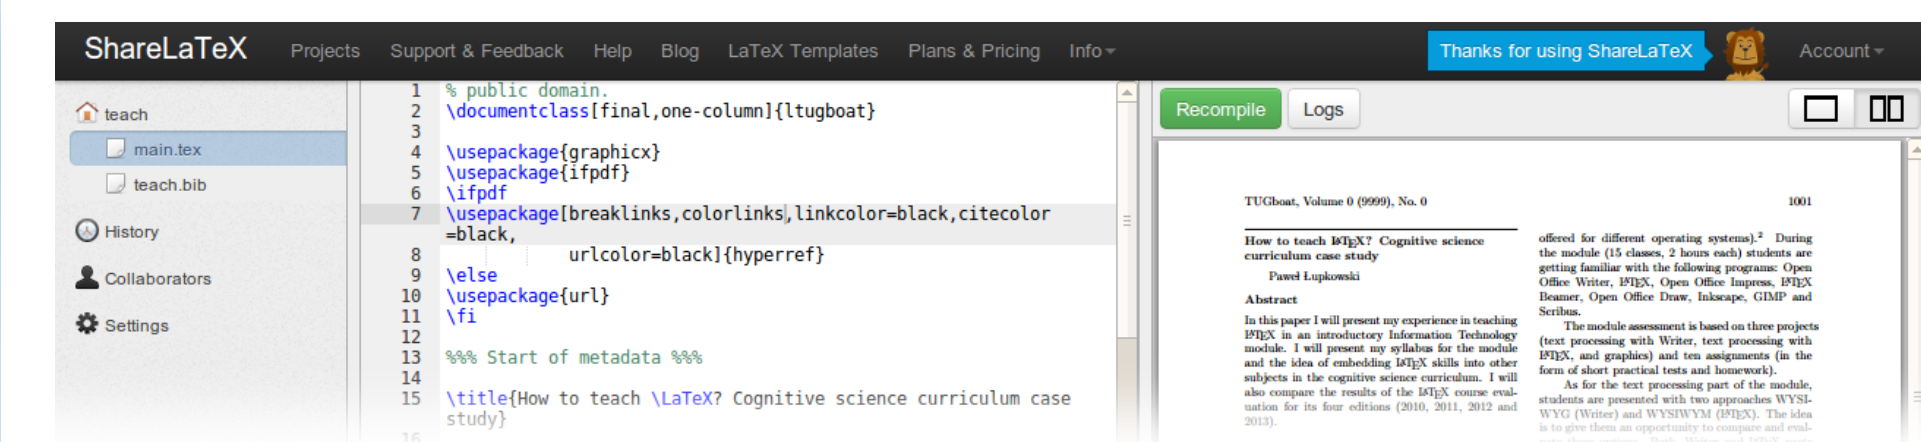 ShareLaTeX Projects Support & Feedback Help Blog LaTeX Templates Plans & Pricing Info Thanks for using ShareLaTeX Account
teach
main.tex
teach.bib
History
Collaborators
Settings
1 % public domain.
2 \documentclass[final,one-column]{ltugboat}
3
4 \usepackage{graphicx}
5 \usepackage{ifpdf}
6 \ifpdf
7 \usepackage[breaklinks,colorlinks,linkcolor=black,citecolor
=black,
8 urlcolor=black]{hyperref}
9 \else
10 \usepackage{url}
11 \fi
12
13 %%% Start of metadata %%%
14
15 \title{How to teach \LaTeX? Cognitive science curriculum case
study}
16
Recompile Logs
TUGboat, Volume 0 (9999), No. 0 1001
How to teach LaTeX? Cognitive science
curriculum case study
Paweł Łupkowski
Abstract
In this paper I will present my experience in teaching
LaTeX in an introductory Information Technology
module. I will present my syllabus for the module
and the idea of embedding LaTeX skills into other
subjects in the cognitive science curriculum. I will
also compare the results of the LaTeX course eval-
uation for its four editions (2010, 2011, 2012 and
2013).
offered for different operating systems).2 During
the module (15 classes, 2 hours each) students are
getting familiar with the following programs: Open
Office Writer, LaTeX, Open Office Impress, LaTeX
Beamer, Open Office Draw, Inkscape, GIMP and
Scribus.
The module assessment is based on three projects
(text processing with Writer, text processing with
LaTeX, and graphics) and ten assignments (in the
form of short practical tests and homework).
As for the text processing part of the module,
students are presented with two approaches WYSI-
WYG (Writer) and WYSIWYM (LaTeX). The idea
is to give them an opportunity to compare and eval-